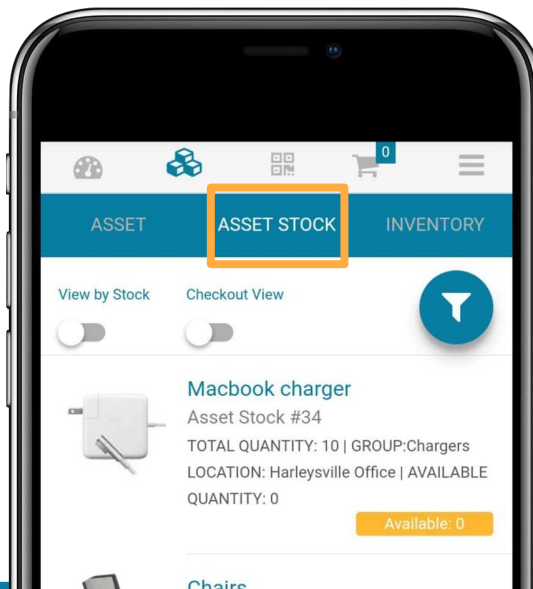 0
ASSET
ASSET STOCK
INVENTORY
View by Stock
Checkout View
Macbook charger
Asset Stock #34
TOTAL QUANTITY: 10 | GROUP:Chargers
LOCATION: Harleysville Office | AVAILABLE
QUANTITY: 0
Available: 0
Chairs